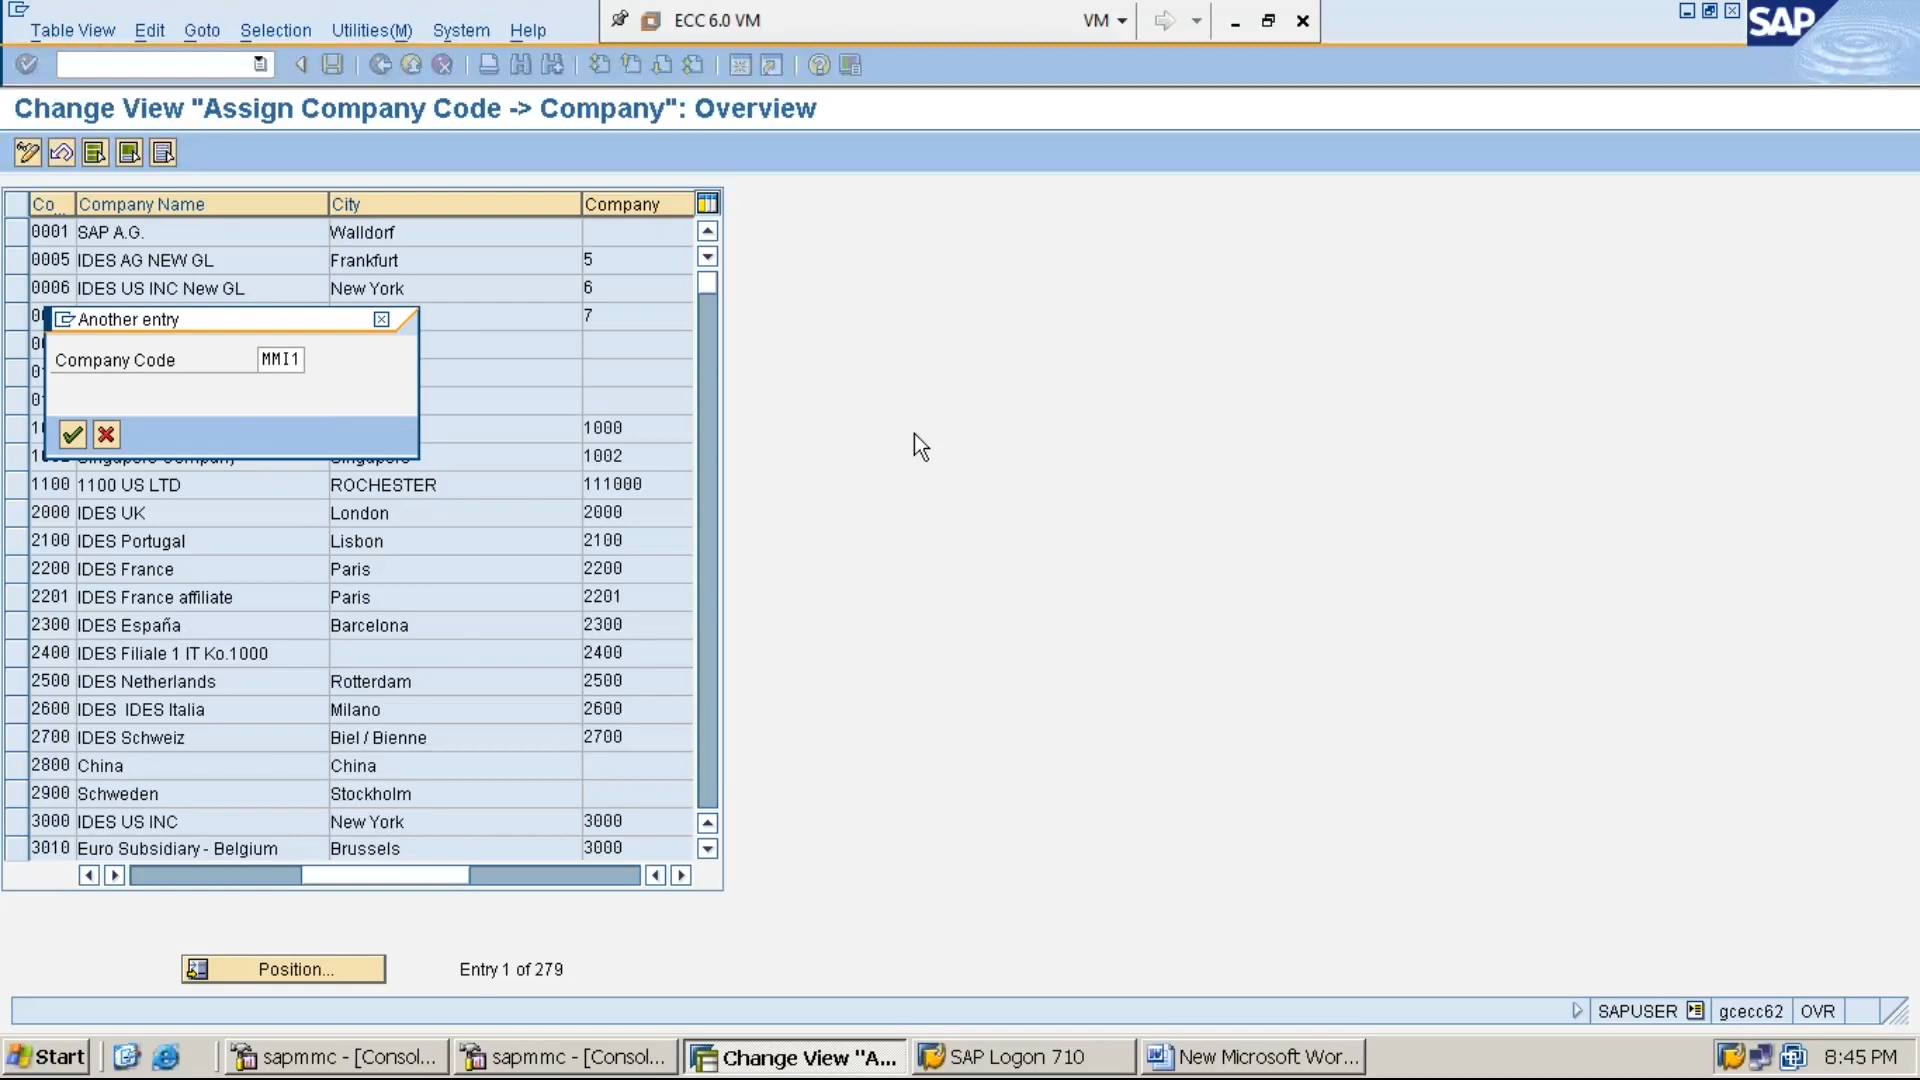 ECC 6.0 VM
VM
Table View Edit Goto Selection Utilities(M) System Help
SAP
Change View "Assign Company Code -> Company": Overview
Co... Company Name City Company
0001 SAP A.G. Walldorf
0005 IDES AG NEW GL Frankfurt 5
0006 IDES US INC New GL New York 6
7
Another entry
Company Code MMI1
1000
Singapore 1002
1100 1100 US LTD ROCHESTER 111000
2000 IDES UK London 2000
2100 IDES Portugal Lisbon 2100
2200 IDES France Paris 2200
2201 IDES France affiliate Paris 2201
2300 IDES España Barcelona 2300
2400 IDES Filiale 1 IT Ko.1000 2400
2500 IDES Netherlands Rotterdam 2500
2600 IDES IDES Italia Milano 2600
2700 IDES Schweiz Biel / Bienne 2700
2800 China China
2900 Schweden Stockholm
3000 IDES US INC New York 3000
3010 Euro Subsidiary - Belgium Brussels 3000
Position... Entry 1 of 279
SAPUSER gcecc62 OVR
Start sapmmc - [Consol... sapmmc - [Consol... Change View "A... SAP Logon 710 New Microsoft Wor... 8:45 PM